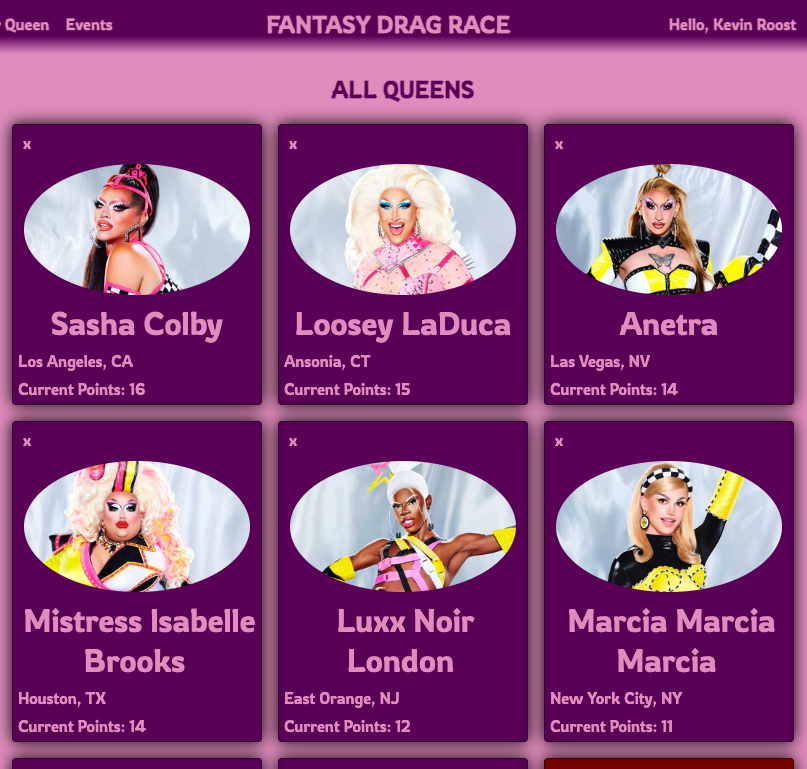 Queen Events FANTASY DRAG RACE Hello, Kevin Roost
ALL QUEENS
x x x
Sasha Colby Loosey LaDuca Anetra
Los Angeles, CA Ansonia, CT Las Vegas, NV
Current Points: 16 Current Points: 15 Current Points: 14
x x x
Mistress Isabelle Luxx Noir Marcia Marcia
Brooks London Marcia
Houston, TX East Orange, NJ New York City, NY
Current Points: 14 Current Points: 12 Current Points: 11